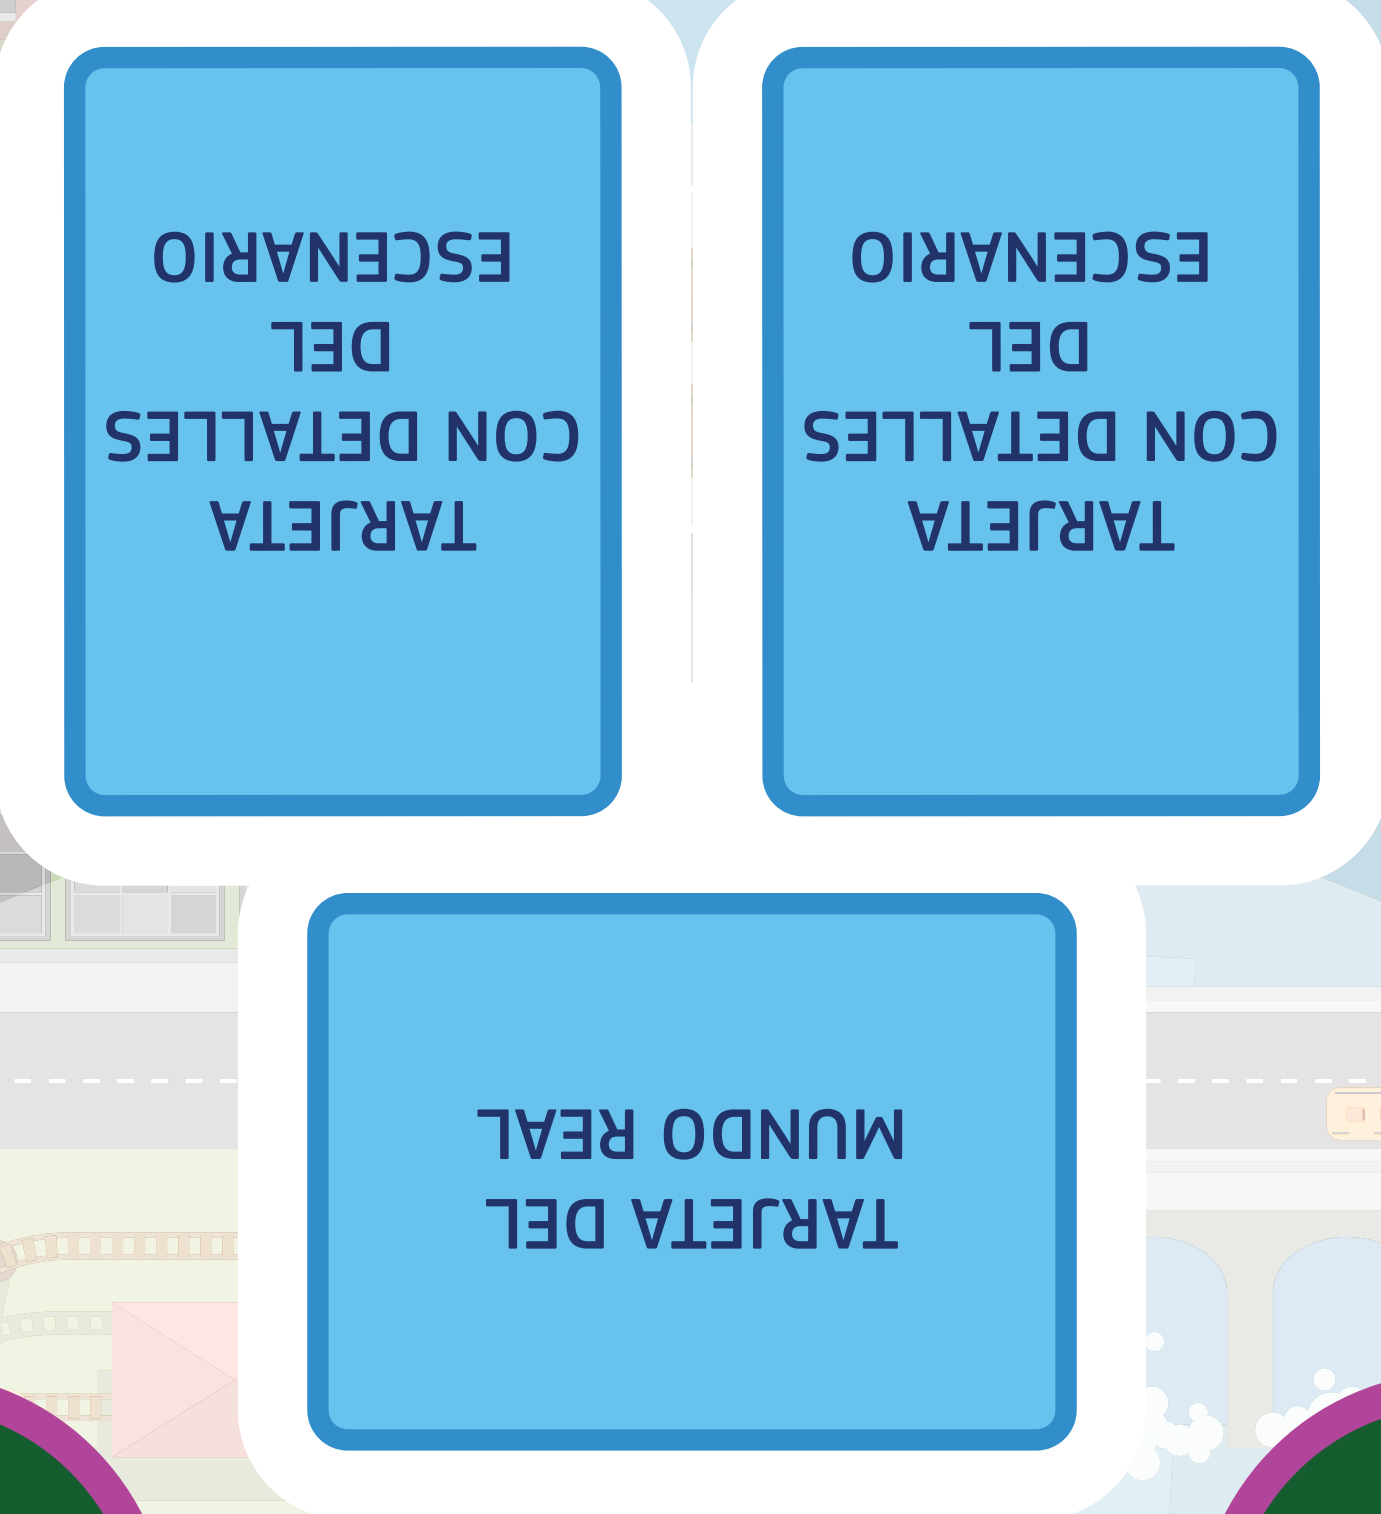 TARJETA
CON DETALLES
DEL
ESCENARIO
TARJETA
CON DETALLES
DEL
ESCENARIO
TARJETA DEL
MUNDO REAL